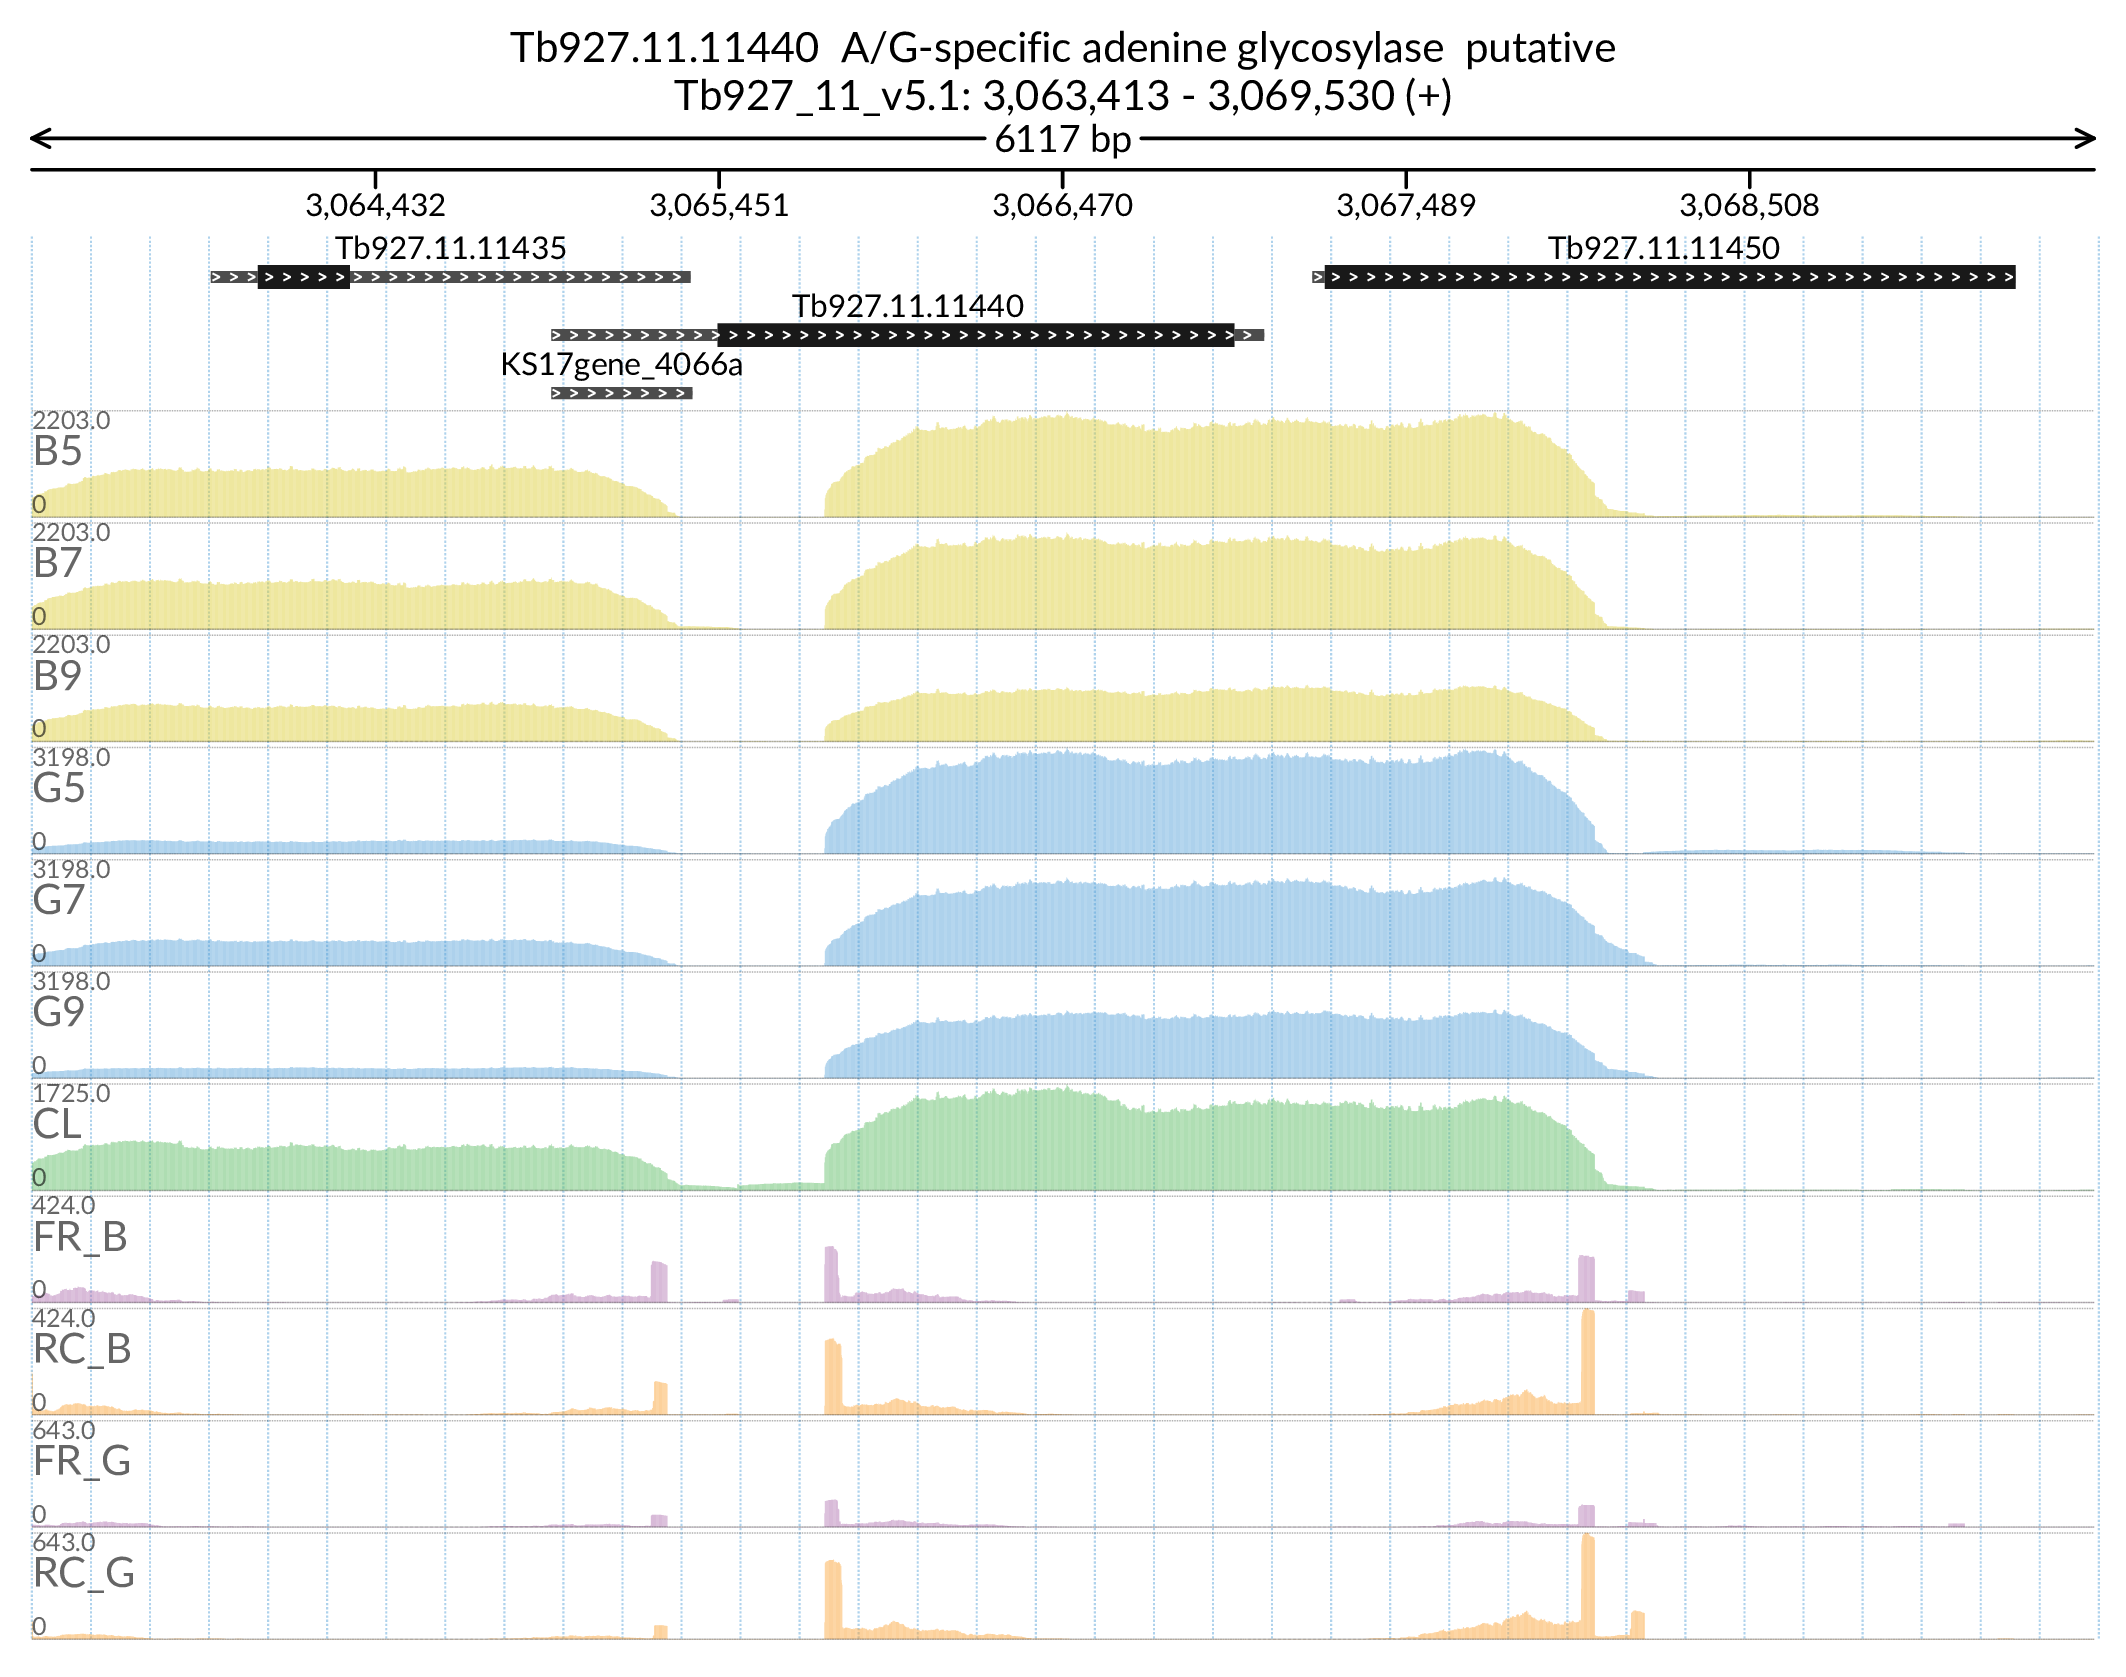 Tb927.11.11440 A/G-specific adenine glycosylase putative
Tb927_11_v5.1: 3,063,413 - 3,069,530 (+)
6117 bp
3,064,432 3,065,451 3,066,470 3,067,489 3,068,508
Tb927.11.11435 Tb927.11.11450
Tb927.11.11440
KS17gene_4066a
2203.0
B5
0
2203.0
B7
0
2203.0
B9
0
3198.0
G5
0
3198.0
G7
0
3198.0
G9
0
1725.0
CL
0
424.0
FR_B
0
424.0
RC_B
0
643.0
FR_G
0
643.0
RC_G
0